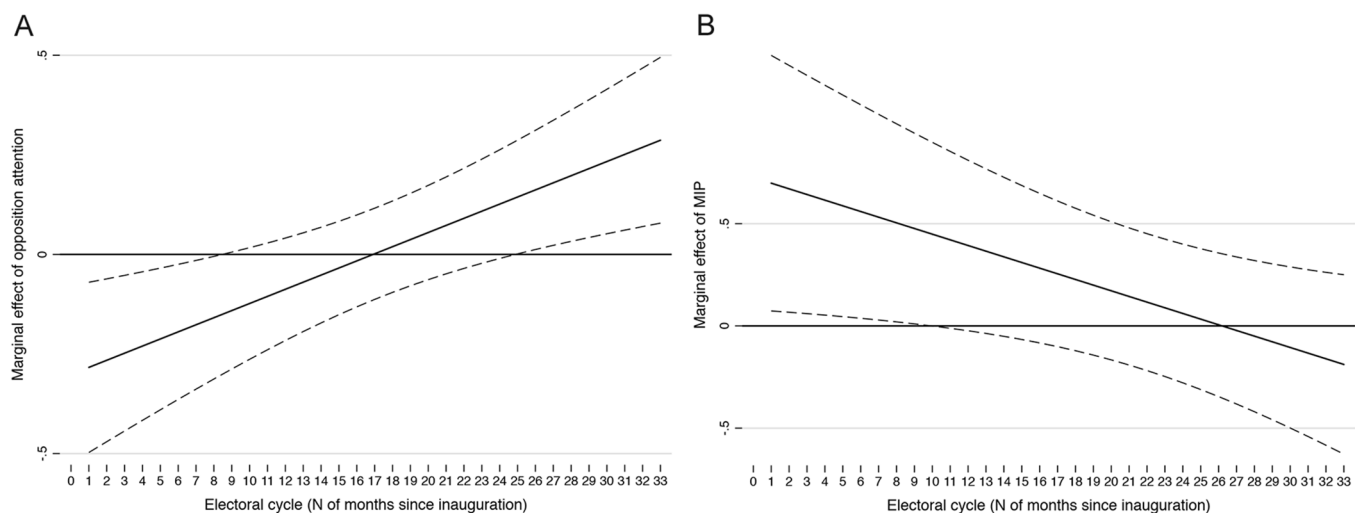 A
.5
0
-.5
Marginal effect of opposition attention
0 1 2 3 4 5 6 7 8 9 10 11 12 13 14 15 16 17 18 19 20 21 22 23 24 25 26 27 28 29 30 31 32 33
Electoral cycle (N of months since inauguration)
B
.5
0
-.5
Marginal effect of MIP
0 1 2 3 4 5 6 7 8 9 10 11 12 13 14 15 16 17 18 19 20 21 22 23 24 25 26 27 28 29 30 31 32 33
Electoral cycle (N of months since inauguration)